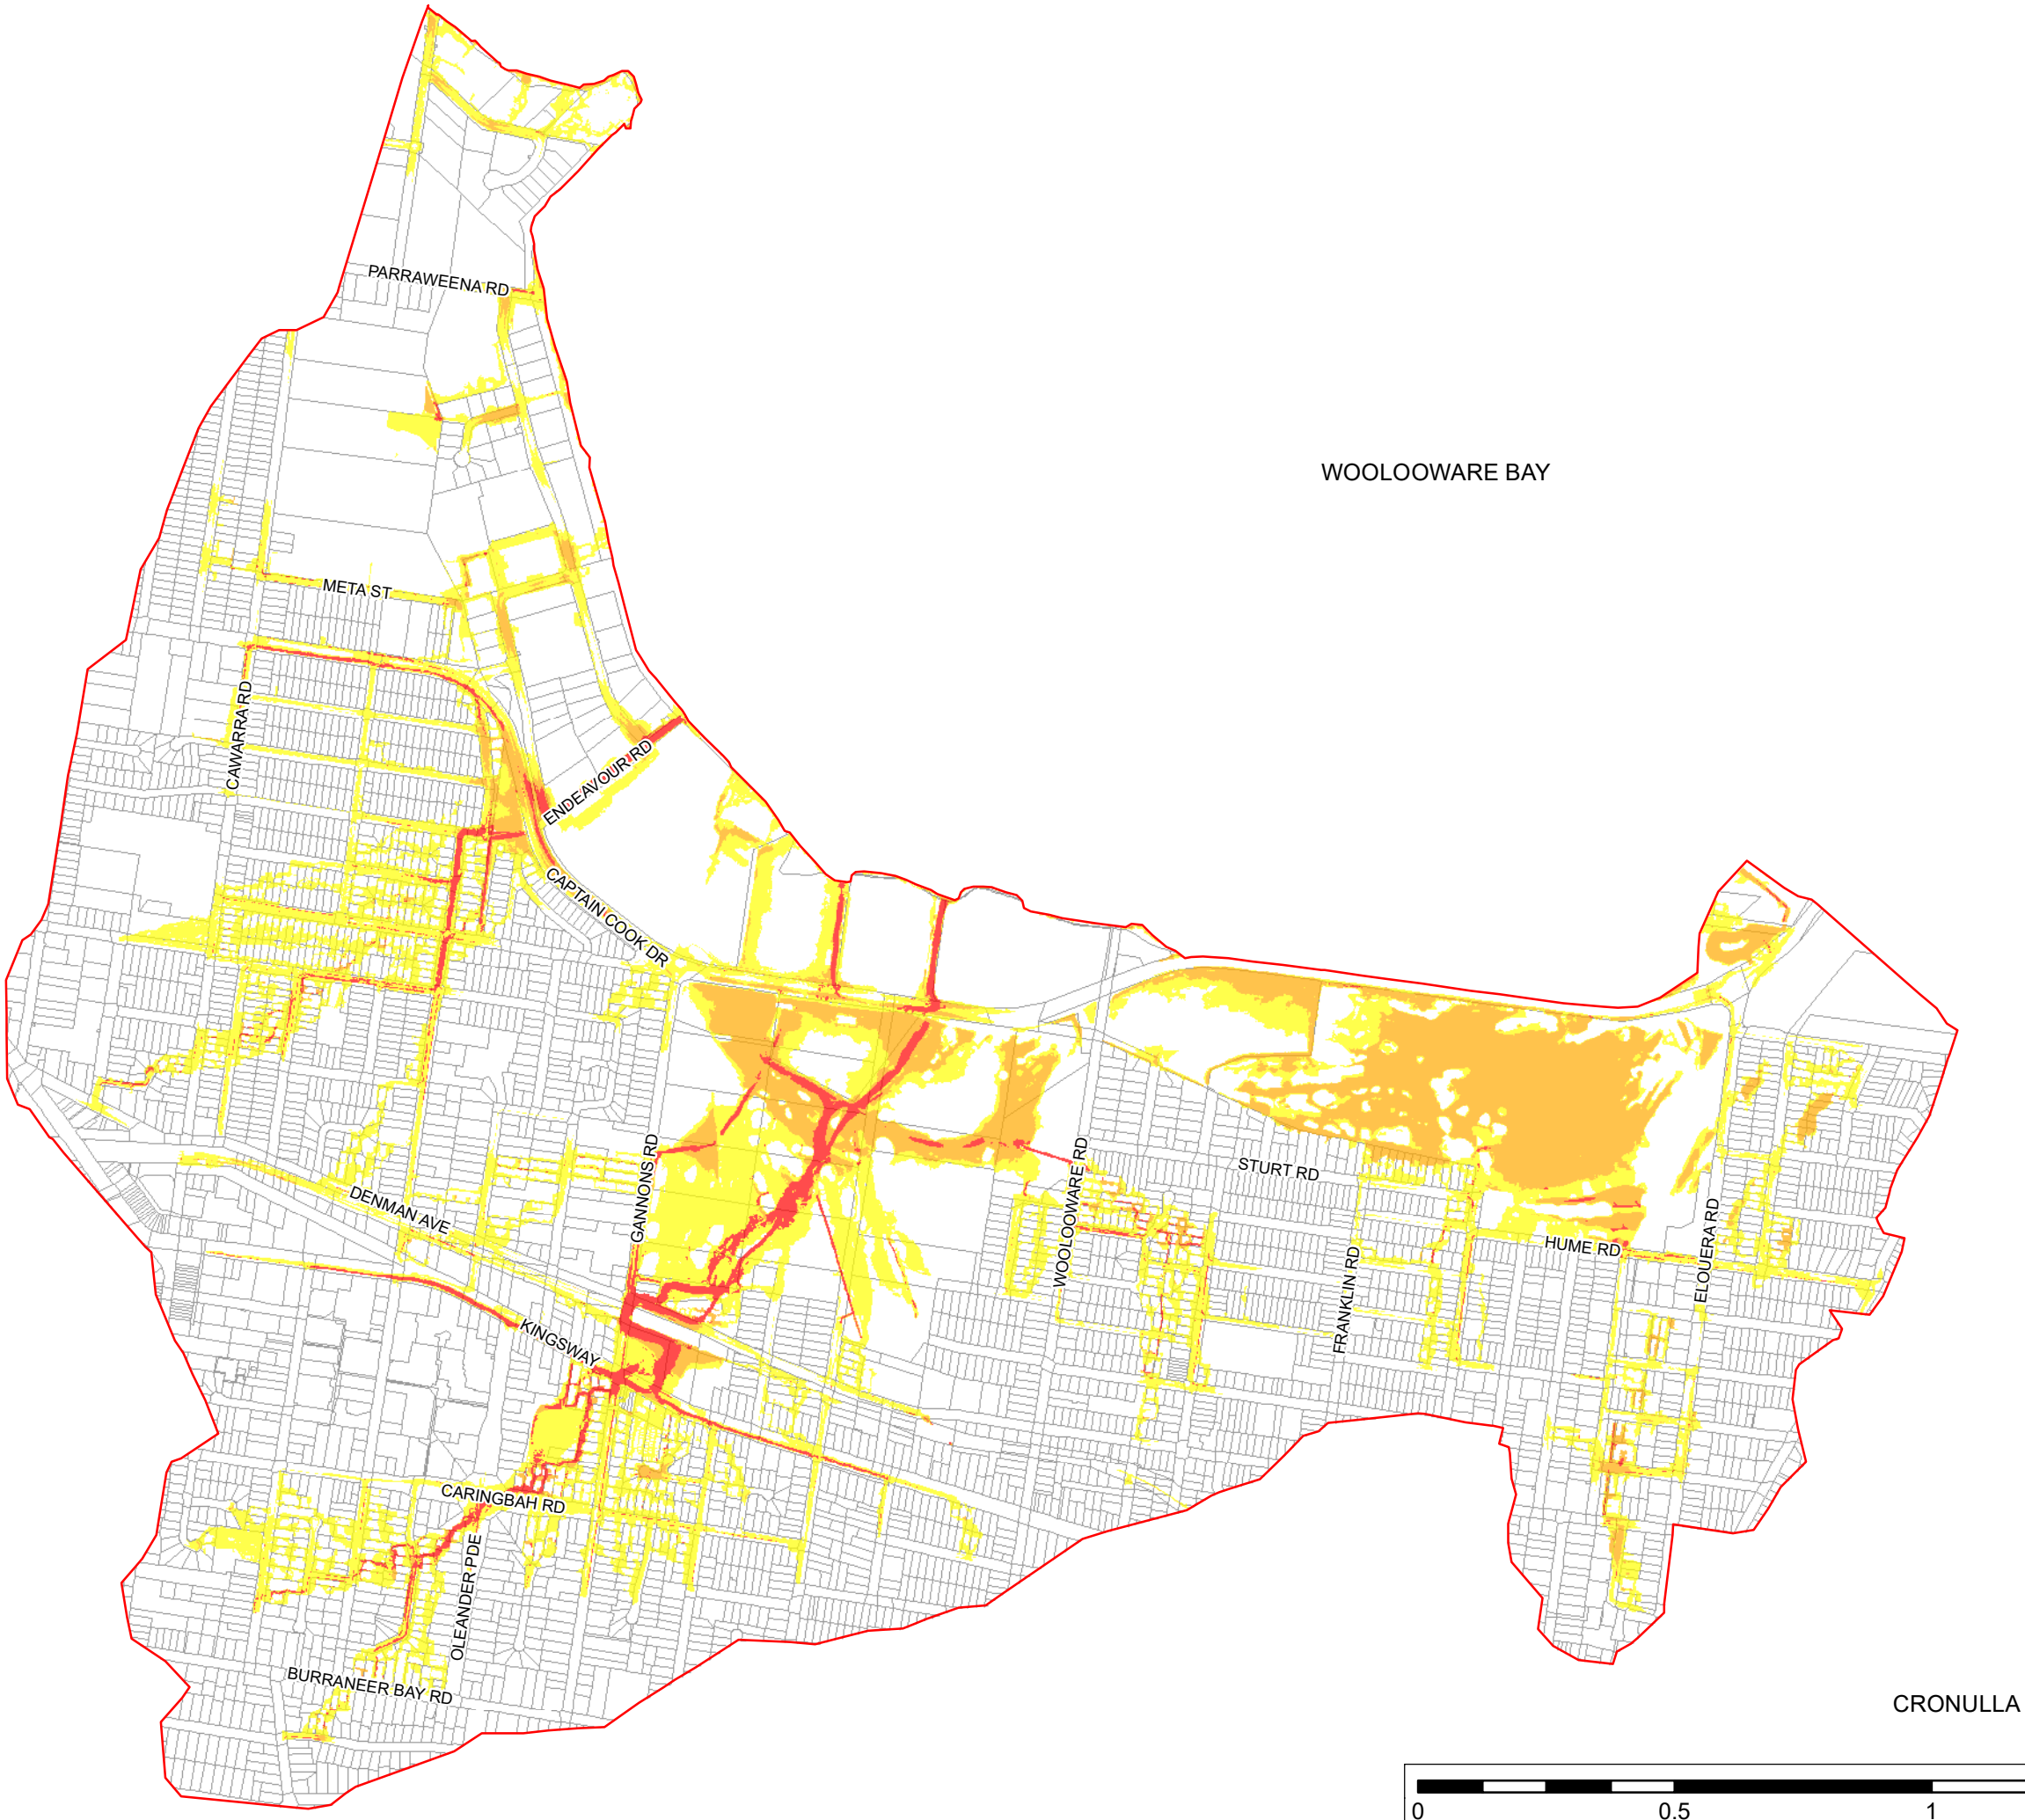 PARRAWEENA RD
WOOLOOWARE BAY
META ST
CAWARRA RD
ENDEAVOUR RD
CAPTAIN COOK DR
GANNONS RD
WOOLOOWARE RD
STURT RD
DENMAN AVE
HUME RD
ELOUERA RD
FRANKLIN RD
KINGSWAY
CARINGBAH RD
OLEANDER PDE
BURRANEER BAY RD
CRONULLA
0 0.5 1